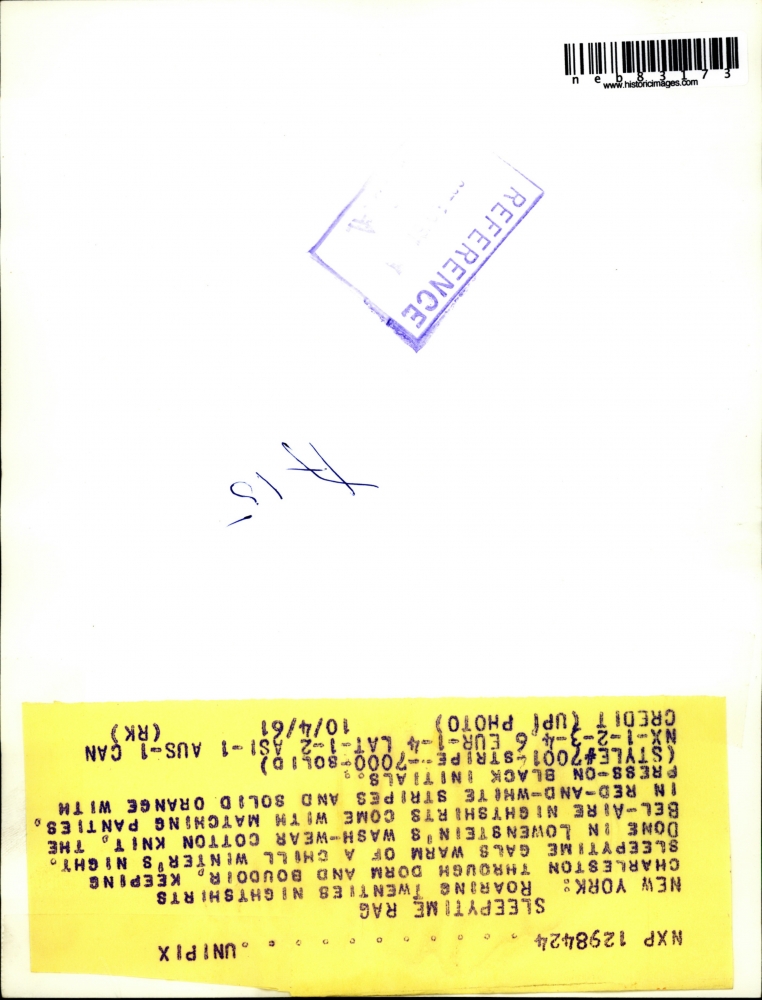 neb83173
www.historicimages.com
REFERENCE
NXP 1298424 . . . . . . . . . . . . . UNIPIX
SLEEPYTIME RAG
NEW YORK: ROARING TWENTIES NIGHTSHIRTS
CHARLESTON THROUGH DORM AND BOUDOIR, KEEPING
SLEEPYTIME GALS WARM OF A CHILL WINTER'S NIGHT.
DONE IN LOWENSTEIN'S WASH-WEAR COTTON KNIT, THE
BEL-AIRE NIGHTSHIRTS COME WITH MATCHING PANTIES.
IN RED-AND-WHITE STRIPES AND SOLID ORANGE WITH
PRESS-ON BLACK INITIALS.
(STYLE#7001-STRIPE--7000-SOLID)
NX-1-2-3-4,6 EUR-1-4 LAT-1-2 ASI-1 AUS-1 CAN
CREDIT (UPI PHOTO) 10/4/61 (RK)